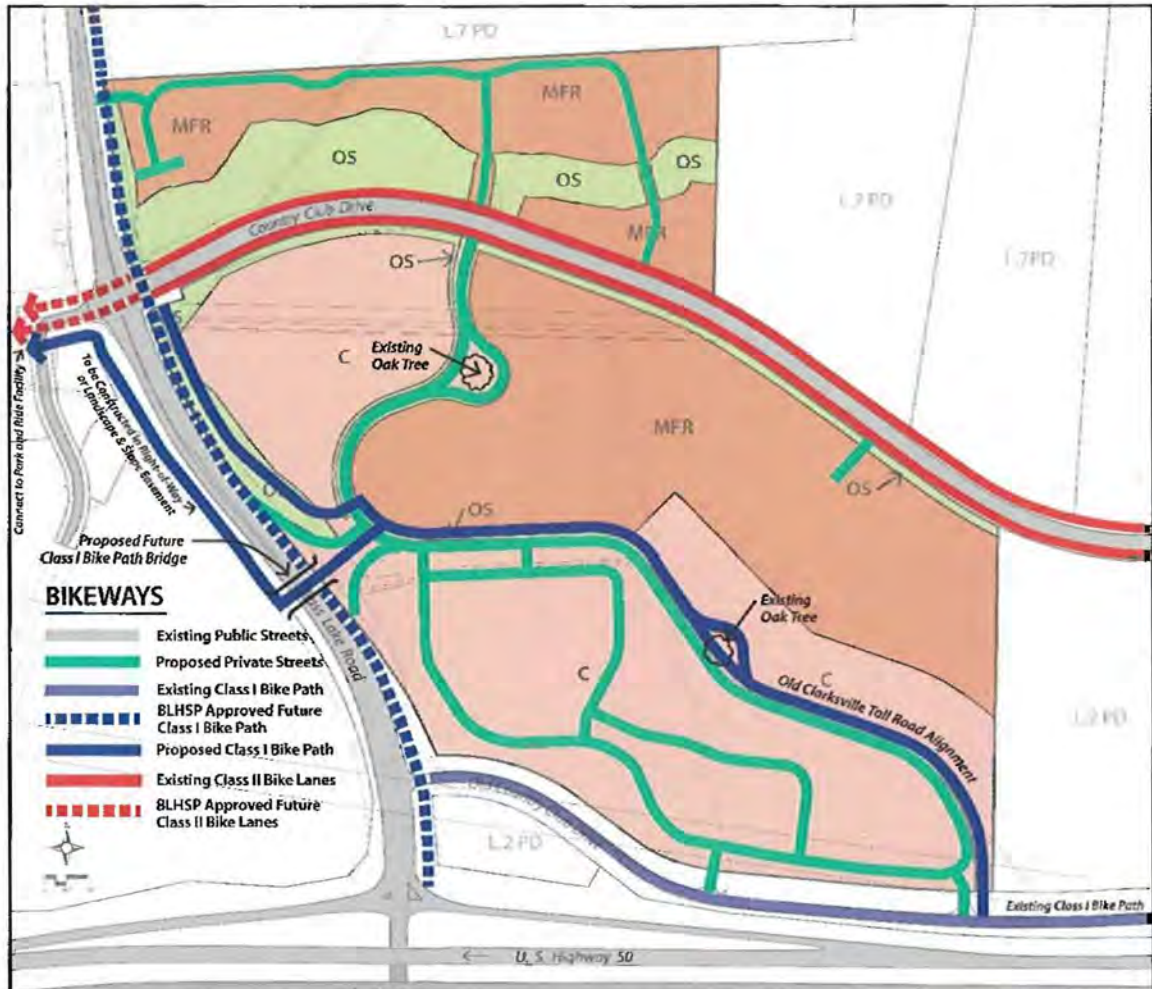 L.7 PD
MFR
MFR
OS
OS
OS
L.2 PD
L.7PD
Country Club Drive
MFR
OS
C
Existing
Oak Tree
Connect to Park and Ride Facility
To be Constructed in Right-of-Way
or Landscape & Slope Easement
MFR
OS
OS
Proposed Future
Class I Bike Path Bridge
Existing
Oak Tree
BIKEWAYS
Existing Public Streets
Proposed Private Streets
Existing Class I Bike Path
BLHSP Approved Future
Class I Bike Path
Proposed Class I Bike Path
Existing Class II Bike Lanes
BLHSP Approved Future
Class II Bike Lanes
Lake Road
C
C
Old Clarksville Toll Road Alignment
L.2 PD
L.2 PD
Existing Class I Bike Path
U. S. Highway 50